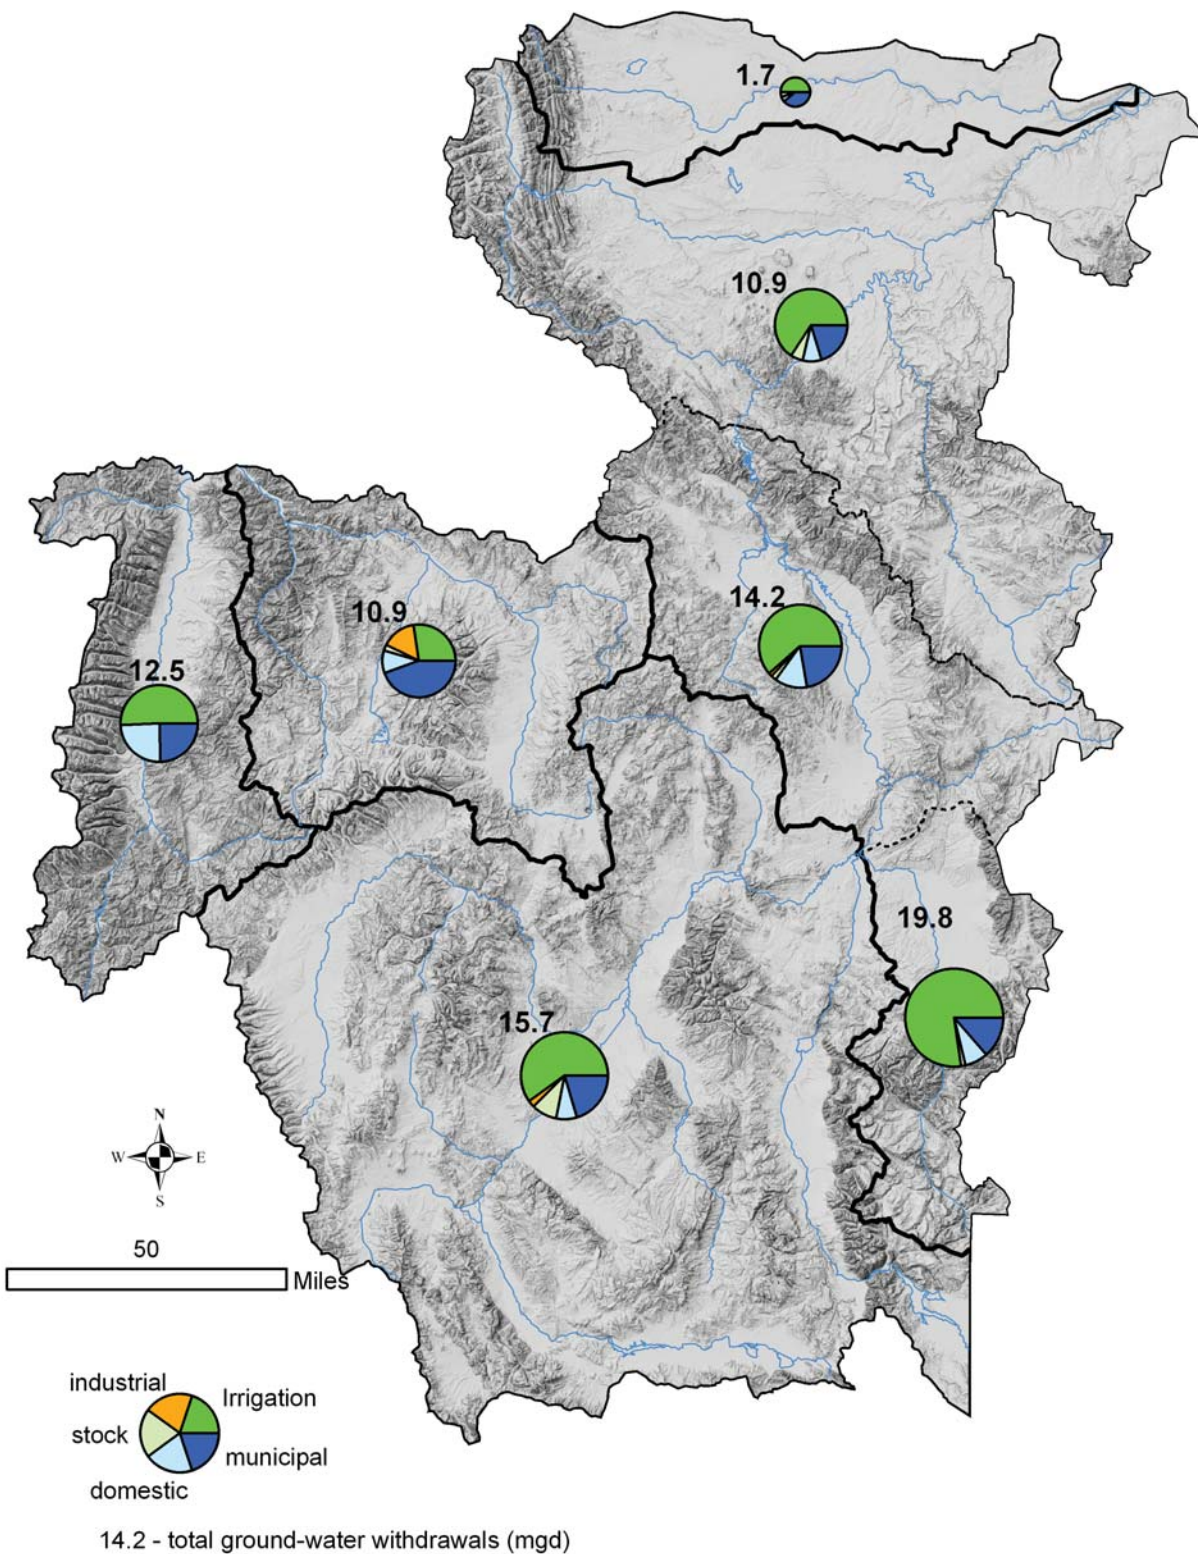 1.7
10.9
14.2
10.9
12.5
19.8
15.7
N
W E
S
50
Miles
industrial
Irrigation
stock
municipal
domestic
14.2 - total ground-water withdrawals (mgd)